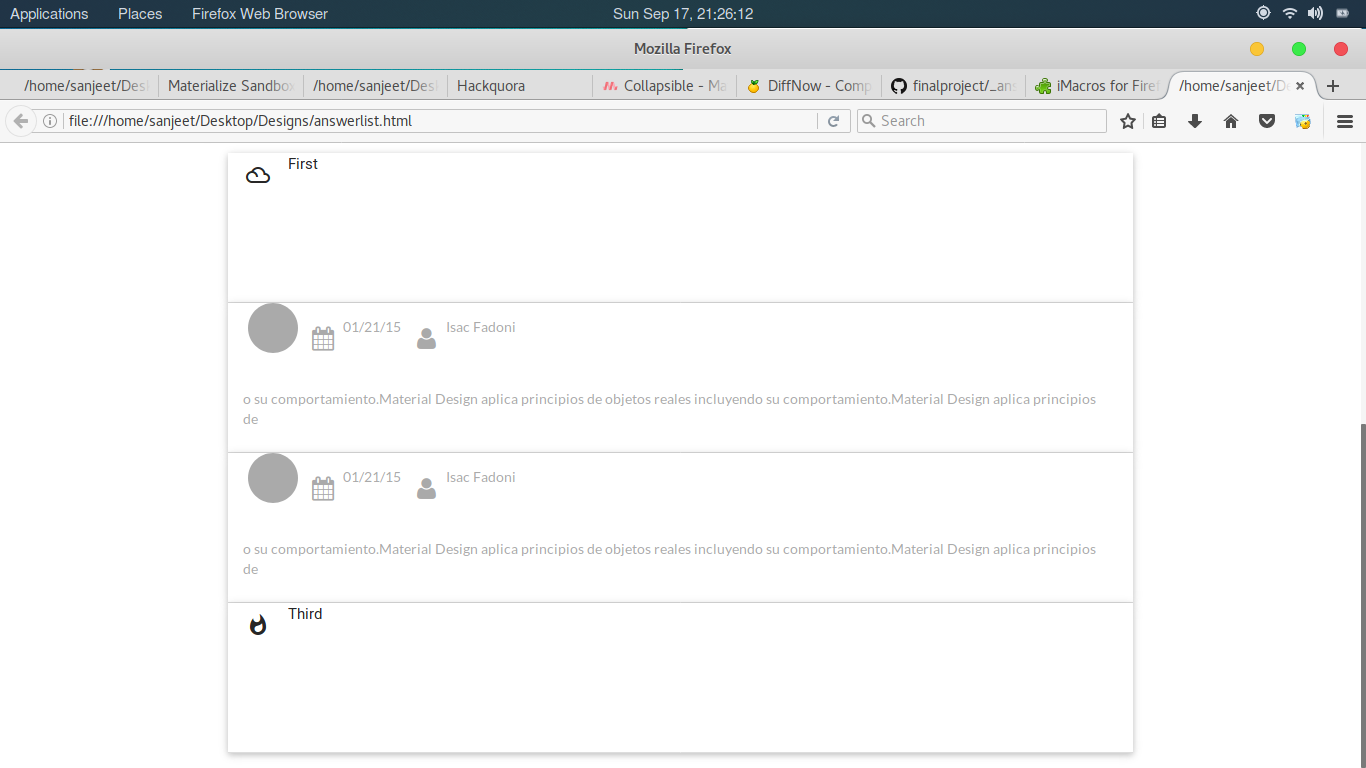 Applications Places Firefox Web Browser Sun Sep 17, 21:26:12
Mozilla Firefox
/home/sanjeet/Des Materialize Sandbo /home/sanjeet/Des Hackquora Collapsible - Ma DiffNow - Comp finalproject/_ans iMacros for Firef /home/sanjeet/De
file:///home/sanjeet/Desktop/Designs/answerlist.html Search
First
01/21/15 Isac Fadoni
o su comportamiento.Material Design aplica principios de objetos reales incluyendo su comportamiento.Material Design aplica principios
de
01/21/15 Isac Fadoni
o su comportamiento.Material Design aplica principios de objetos reales incluyendo su comportamiento.Material Design aplica principios
de
Third